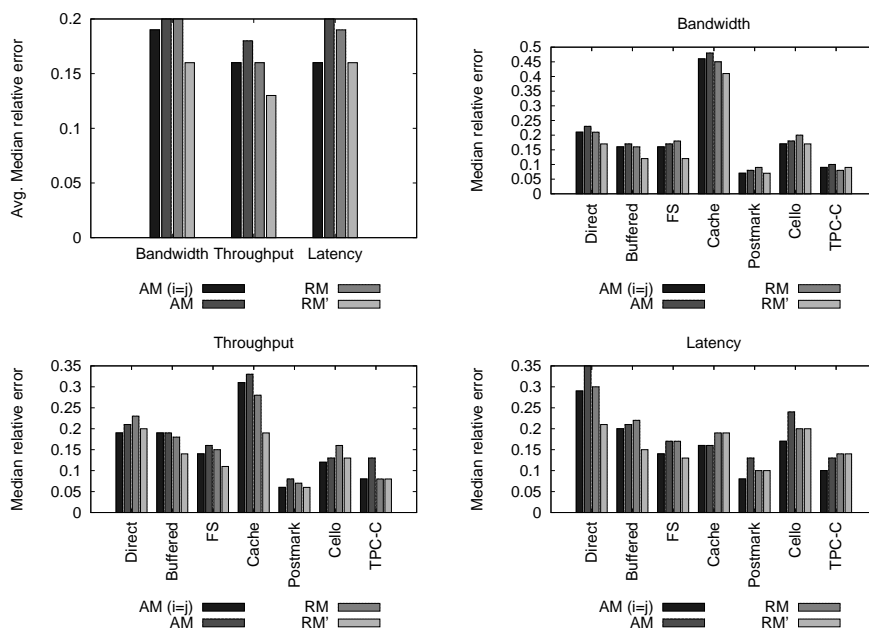 0.2
0.15
0.1
0.05
0
Avg. Median relative error
Bandwidth Throughput Latency
AM (i=j) RM
AM RM'
Bandwidth
0.5
0.45
0.4
0.35
0.3
0.25
0.2
0.15
0.1
0.05
0
Median relative error
Direct
Buffered
FS
Cache
Postmark
Cello
TPC-C
AM (i=j) RM
AM RM'
Throughput
0.35
0.3
0.25
0.2
0.15
0.1
0.05
0
Median relative error
Direct
Buffered
FS
Cache
Postmark
Cello
TPC-C
AM (i=j) RM
AM RM'
Latency
0.35
0.3
0.25
0.2
0.15
0.1
0.05
0
Median relative error
Direct
Buffered
FS
Cache
Postmark
Cello
TPC-C
AM (i=j) RM
AM RM'